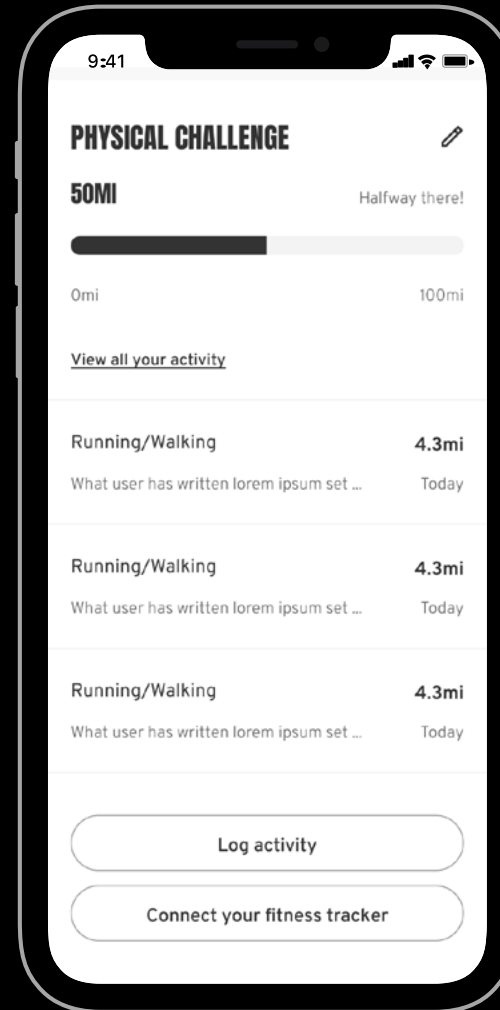 9:41
PHYSICAL CHALLENGE
50MI
Halfway there!
0mi
100mi
View all your activity
Running/Walking
4.3mi
What user has written lorem ipsum set ...
Today
Running/Walking
4.3mi
What user has written lorem ipsum set ...
Today
Running/Walking
4.3mi
What user has written lorem ipsum set ...
Today
Log activity
Connect your fitness tracker